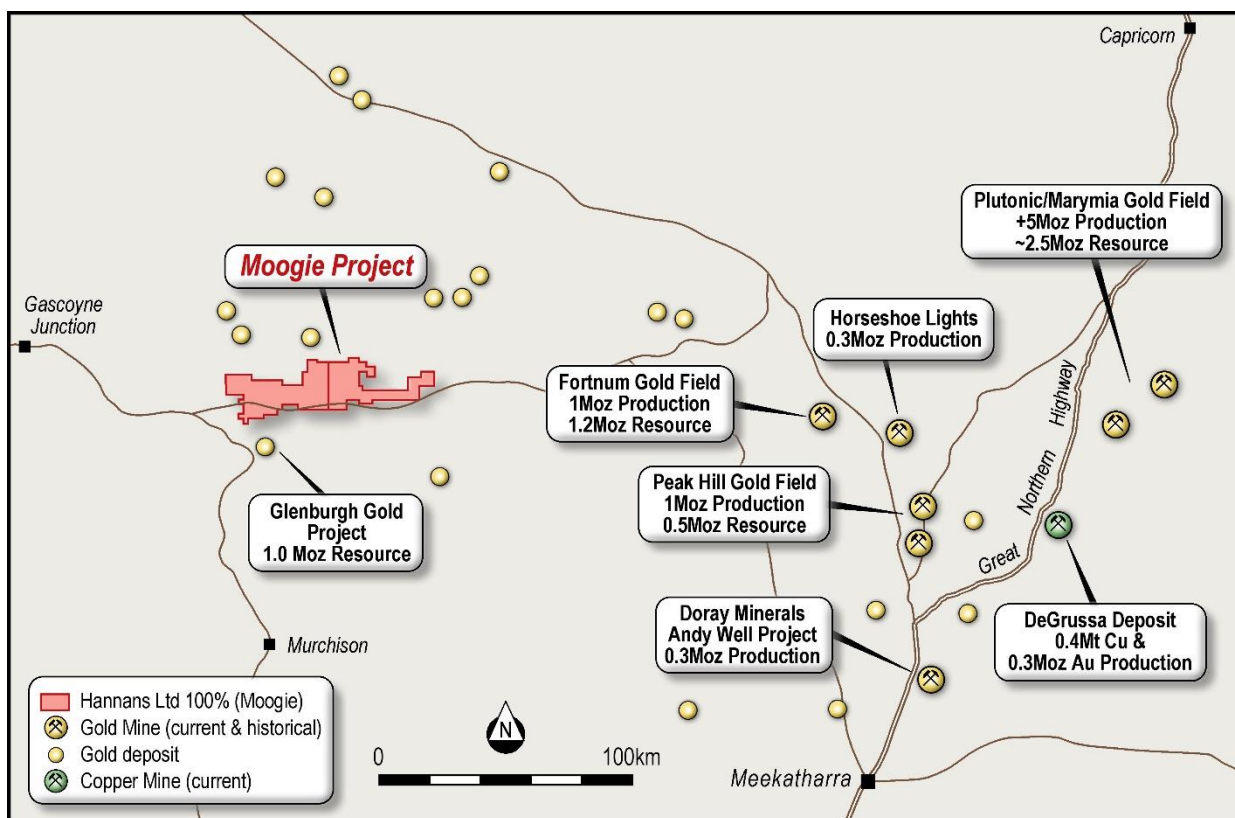 Capricorn
Plutonic/Marymia Gold Field
+5Moz Production
~2.5Moz Resource
Moogie Project
Gascoyne
Junction
Horseshoe Lights
0.3Moz Production
Fortnum Gold Field
1Moz Production
1.2Moz Resource
Great Northern Highway
Peak Hill Gold Field
1Moz Production
0.5Moz Resource
Glenburgh Gold
Project
1.0 Moz Resource
Doray Minerals
Andy Well Project
0.3Moz Production
DeGrussa Deposit
0.4Mt Cu &
0.3Moz Au Production
Murchison
Hannans Ltd 100% (Moogie)
Gold Mine (current & historical)
Gold deposit
Copper Mine (current)
N
0 100km
Meekatharra